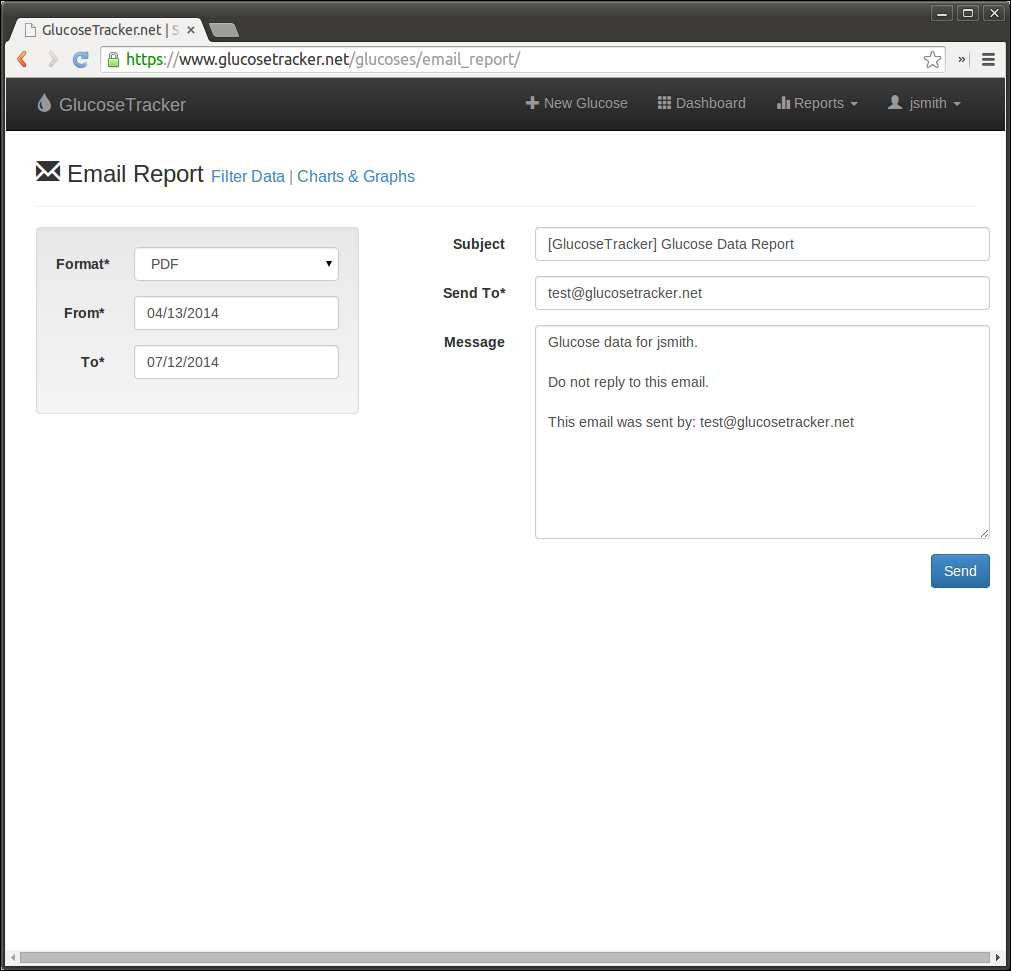 GlucoseTracker.net | S
https://www.glucosetracker.net/glucoses/email_report/
»
GlucoseTracker
New Glucose
Dashboard
Reports
jsmith
Email Report Filter Data | Charts & Graphs
Format*
PDF
From*
04/13/2014
To*
07/12/2014
Subject
[GlucoseTracker] Glucose Data Report
Send To*
test@glucosetracker.net
Message
Glucose data for jsmith.
Do not reply to this email.
This email was sent by: test@glucosetracker.net
Send